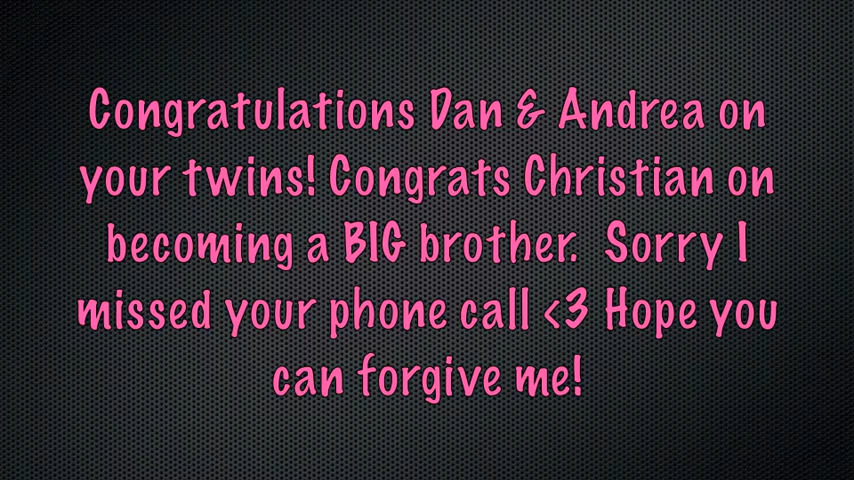 Congratulations Dan & Andrea on
your twins! Congrats Christian on
becoming a BIG brother.  Sorry I
missed your phone call <3 Hope you
can forgive me!